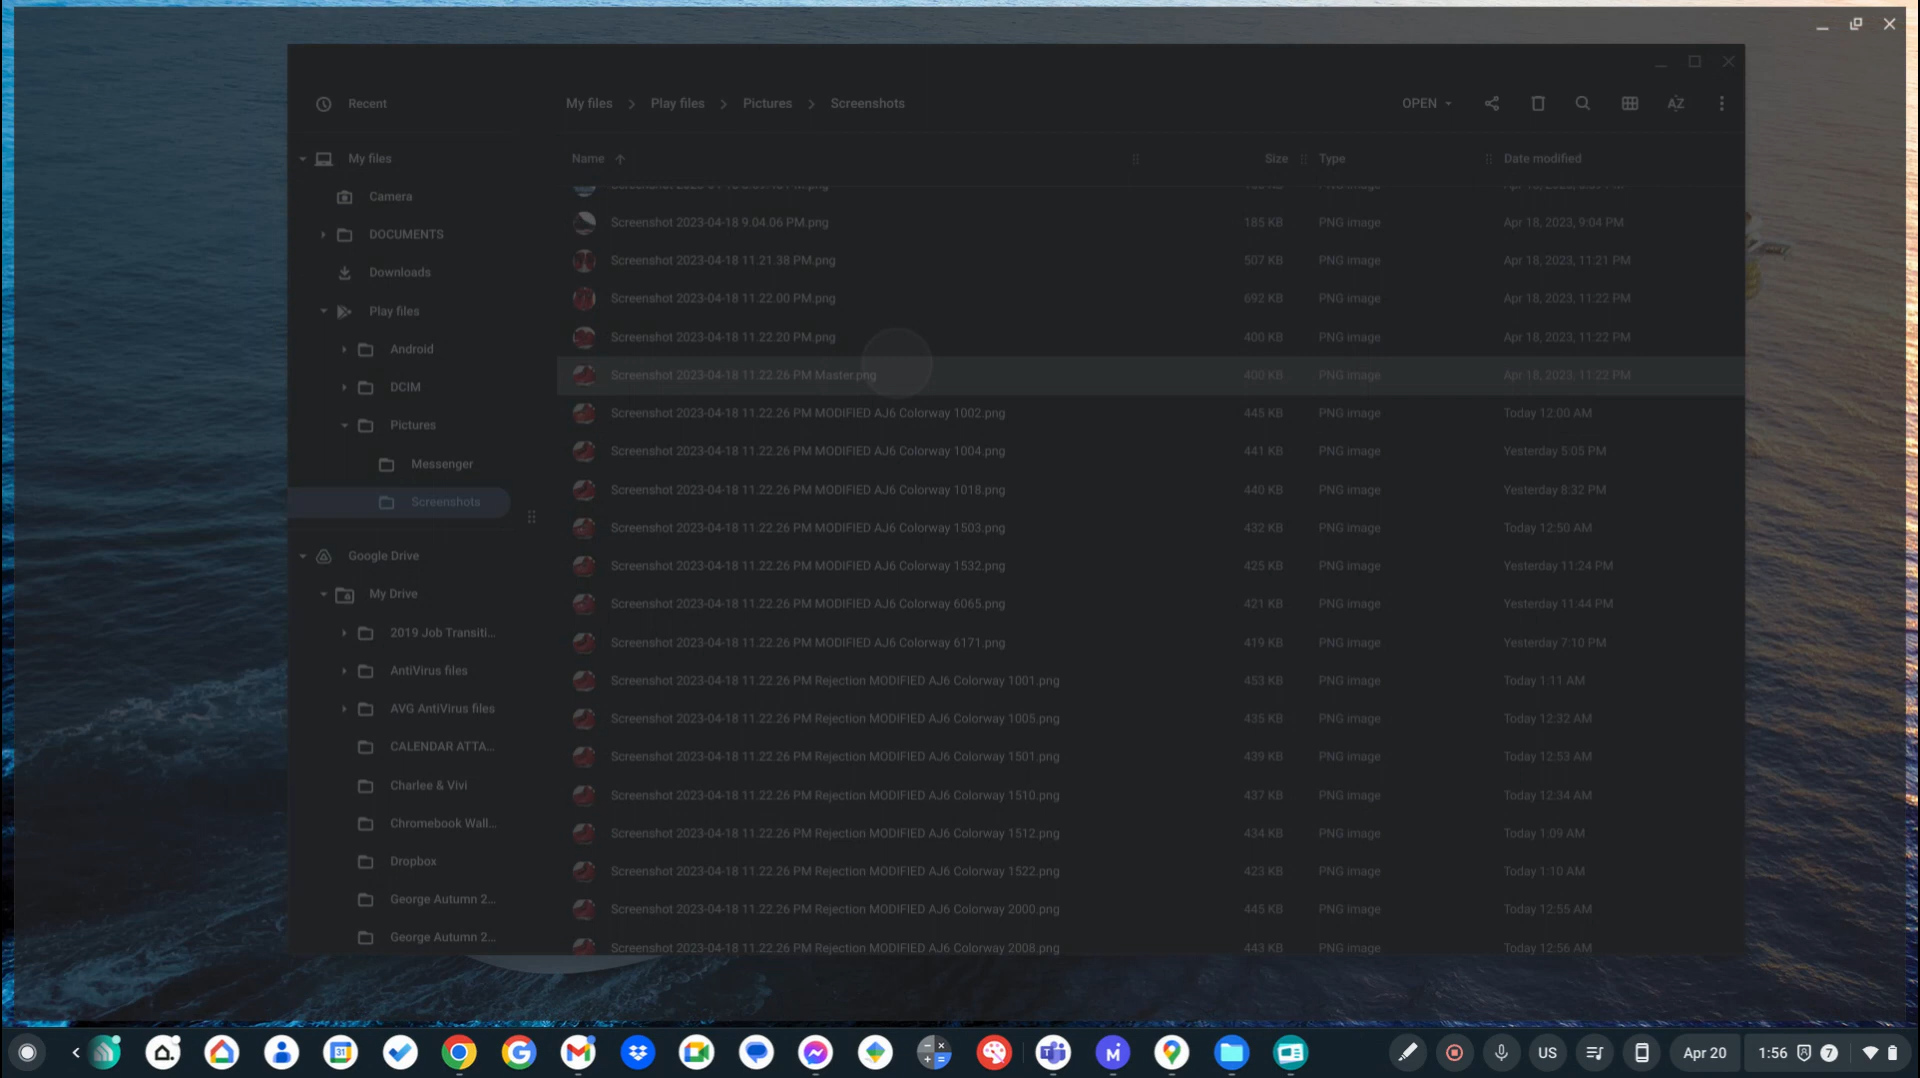 Recent
My files
Camera
DOCUMENTS
Downloads
Play files
Android
DCIM
Pictures
Messenger
Screenshots
Google Drive
My Drive
2019 Job Transiti...
AntiVirus files
AVG AntiVirus files
CALENDAR ATTA...
Charlee & Vivi
Chromebook Wall...
Dropbox
George Autumn 2...
George Autumn 2...
My files > Play files > Pictures > Screenshots
OPEN
AZ
Name Size Type Date modified
Screenshot 2023-04-18 9.04.06 PM.png 185 KB PNG image Apr 18, 2023, 9:04 PM
Screenshot 2023-04-18 11.21.38 PM.png 507 KB PNG image Apr 18, 2023, 11:21 PM
Screenshot 2023-04-18 11.22.00 PM.png 692 KB PNG image Apr 18, 2023, 11:22 PM
Screenshot 2023-04-18 11.22.20 PM.png 400 KB PNG image Apr 18, 2023, 11:22 PM
Screenshot 2023-04-18 11.22.26 PM Master.png 400 KB PNG image Apr 18, 2023, 11:22 PM
Screenshot 2023-04-18 11.22.26 PM MODIFIED AJ6 Colorway 1002.png 445 KB PNG image Today 12:00 AM
Screenshot 2023-04-18 11.22.26 PM MODIFIED AJ6 Colorway 1004.png 441 KB PNG image Yesterday 5:05 PM
Screenshot 2023-04-18 11.22.26 PM MODIFIED AJ6 Colorway 1018.png 440 KB PNG image Yesterday 8:32 PM
Screenshot 2023-04-18 11.22.26 PM MODIFIED AJ6 Colorway 1503.png 432 KB PNG image Today 12:50 AM
Screenshot 2023-04-18 11.22.26 PM MODIFIED AJ6 Colorway 1532.png 425 KB PNG image Yesterday 11:24 PM
Screenshot 2023-04-18 11.22.26 PM MODIFIED AJ6 Colorway 6065.png 421 KB PNG image Yesterday 11:44 PM
Screenshot 2023-04-18 11.22.26 PM MODIFIED AJ6 Colorway 6171.png 419 KB PNG image Yesterday 7:10 PM
Screenshot 2023-04-18 11.22.26 PM Rejection MODIFIED AJ6 Colorway 1001.png 453 KB PNG image Today 1:11 AM
Screenshot 2023-04-18 11.22.26 PM Rejection MODIFIED AJ6 Colorway 1005.png 435 KB PNG image Today 12:32 AM
Screenshot 2023-04-18 11.22.26 PM Rejection MODIFIED AJ6 Colorway 1501.png 439 KB PNG image Today 12:53 AM
Screenshot 2023-04-18 11.22.26 PM Rejection MODIFIED AJ6 Colorway 1510.png 437 KB PNG image Today 12:34 AM
Screenshot 2023-04-18 11.22.26 PM Rejection MODIFIED AJ6 Colorway 1512.png 434 KB PNG image Today 1:09 AM
Screenshot 2023-04-18 11.22.26 PM Rejection MODIFIED AJ6 Colorway 1522.png 423 KB PNG image Today 1:10 AM
Screenshot 2023-04-18 11.22.26 PM Rejection MODIFIED AJ6 Colorway 2000.png 445 KB PNG image Today 12:55 AM
Screenshot 2023-04-18 11.22.26 PM Rejection MODIFIED AJ6 Colorway 2008.png 443 KB PNG image Today 12:56 AM
31 US Apr 20 1:56 7